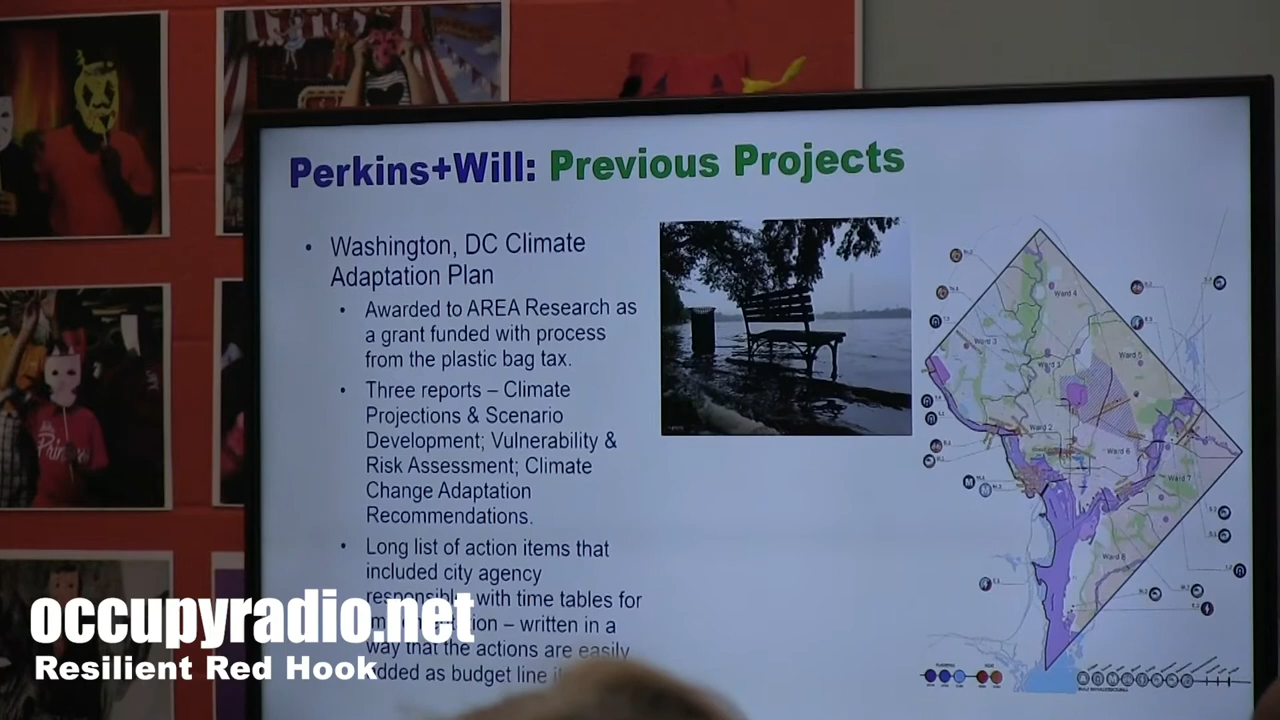 Perkins+Will: Previous Projects
• Washington, DC Climate
Adaptation Plan
• Awarded to AREA Research as
a grant funded with process
from the plastic bag tax.
• Three reports – Climate
Projections & Scenario
Development; Vulnerability &
Risk Assessment; Climate
Change Adaptation
Recommendations.
• Long list of action items that
included city agency
responsible with time tables for
– written in a
way that the actions are easily
added as budget line
Ward 4
Ward 3
Ward 5
Ward 1
Ward 2
Ward 6
Ward 7
Ward 8
occupyradio.net
Resilient Red Hook